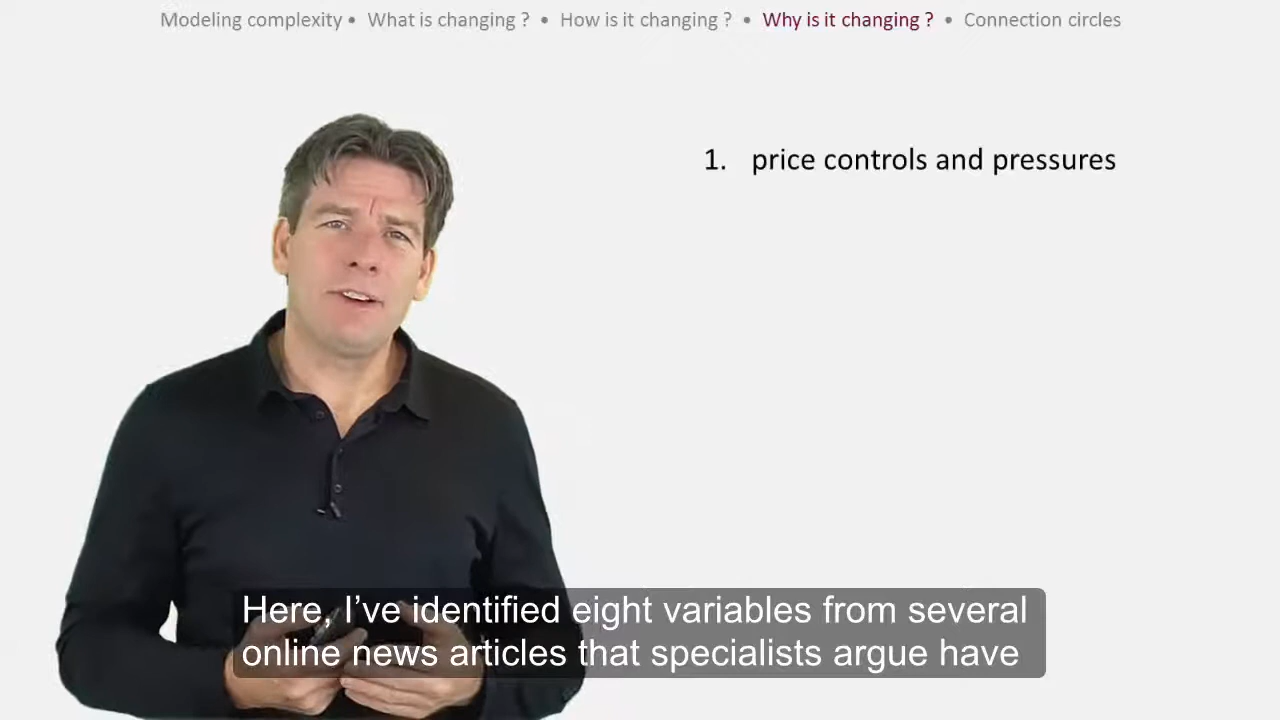 Modeling complexity • What is changing ? • How is it changing ? • Why is it changing ? • Connection circles
1. price controls and pressures
Here, I’ve identified eight variables from several
online news articles that specialists argue have